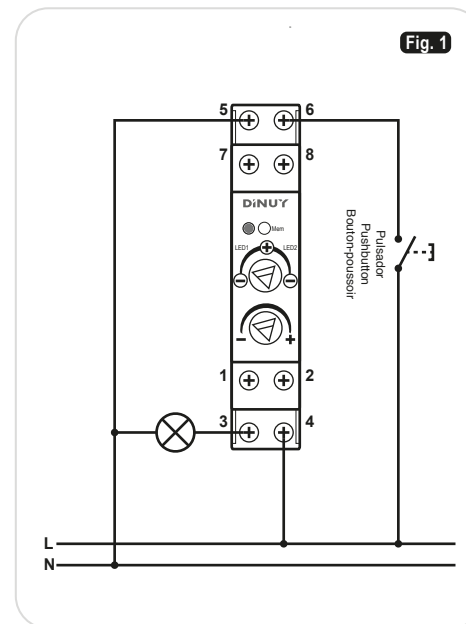 Fig. 1
5 6
7 8
DiNUY
Mem
LED1 LED2
Pulsador
Pushbutton
Bouton-poussoir
1 2
3 4
L
N